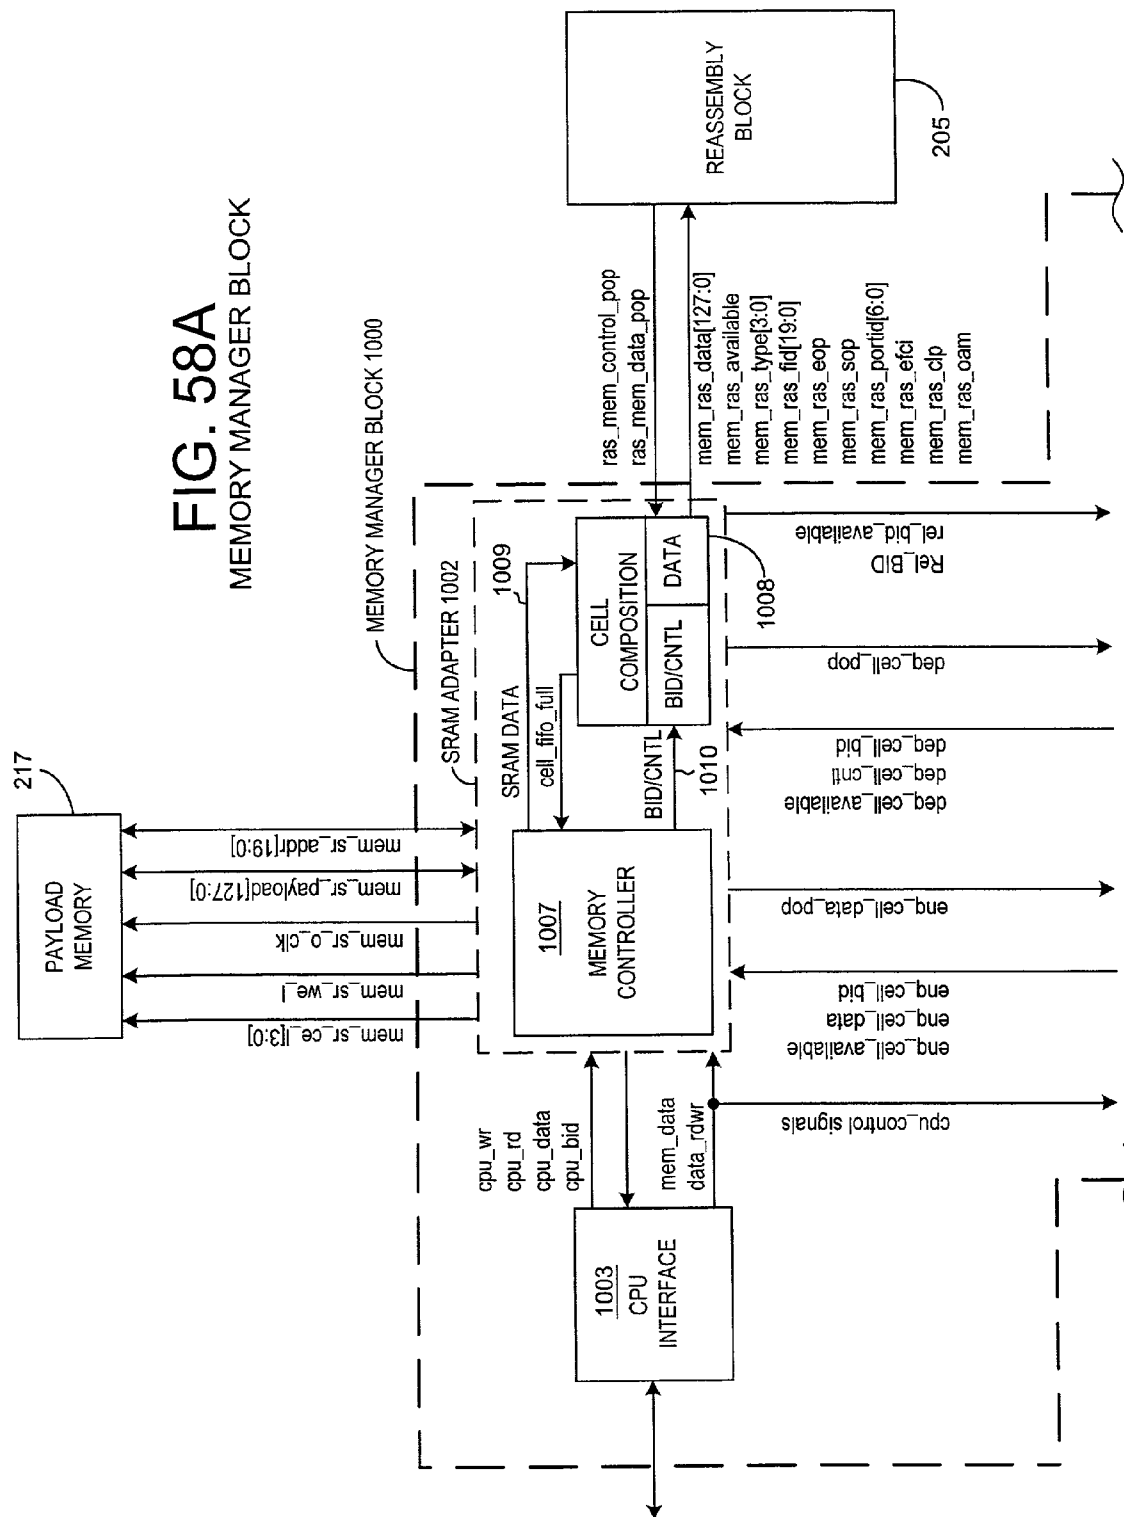 FIG. 58A
MEMORY MANAGER BLOCK
217
PAYLOAD
MEMORY
mem_sr_ce_l[3:0]
mem_sr_we_l
mem_sr_o_clk
mem_sr_payload[127:0]
mem_sr_addr[19:0]
MEMORY MANAGER BLOCK 1000
SRAM ADAPTER 1002
1003
CPU
INTERFACE
cpu_wr
cpu_rd
cpu_data
cpu_bid
mem_data
data_rdwr
1007
MEMORY
CONTROLLER
SRAM DATA
1009
cell_fifo_full
BID/CNTL
1010
CELL
COMPOSITION
BID/CNTL
DATA
1008
ras_mem_control_pop
ras_mem_data_pop
mem_ras_data[127:0]
mem_ras_available
mem_ras_type[3:0]
mem_ras_fid[19:0]
mem_ras_eop
mem_ras_sop
mem_ras_portid[6:0]
mem_ras_efci
mem_ras_clp
mem_ras_oam
REASSEMBLY
BLOCK
205
cpu_control signals
enq_cell_available
enq_cell_data
enq_cell_bid
enq_cell_data_pop
deq_cell_available
deq_cell_cntl
deq_cell_bid
deq_cell_pop
Rel_BID
rel_bid_available